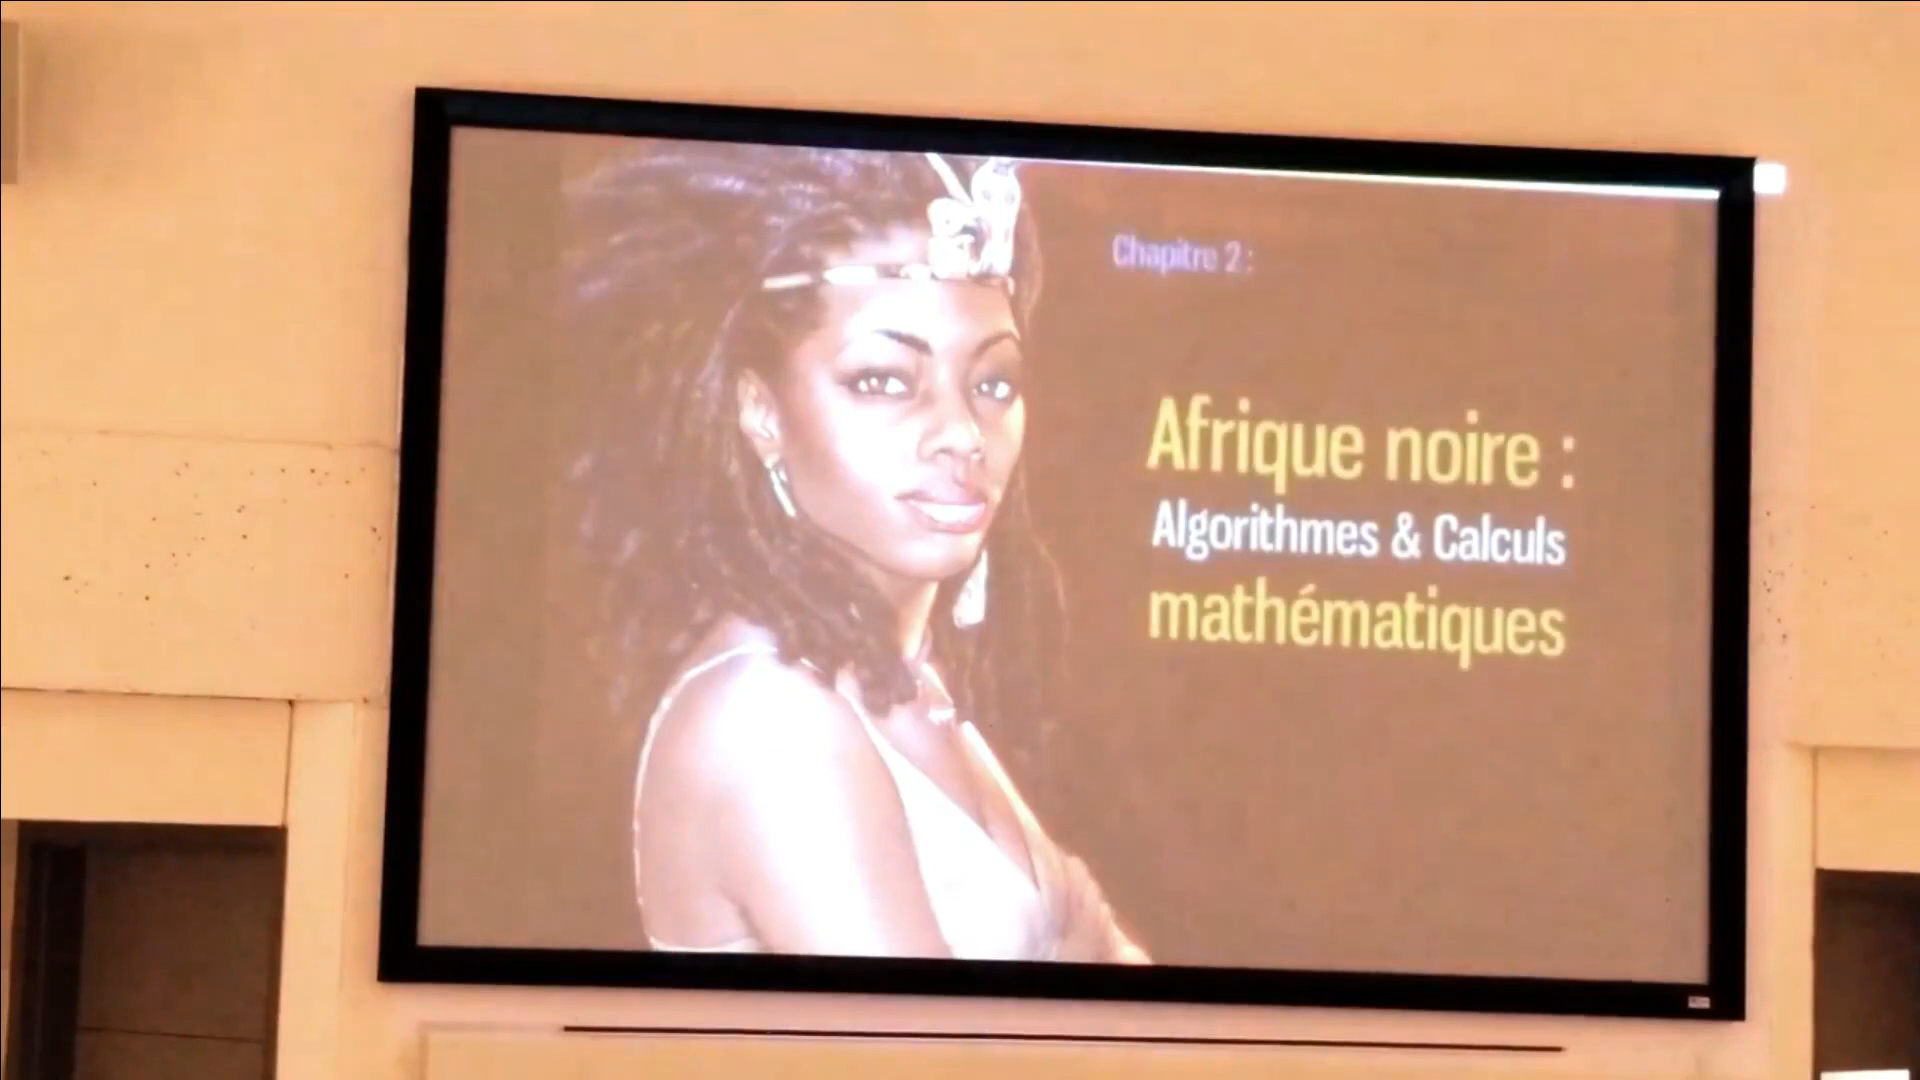 Chapitre 2 :
Afrique noire :
Algorithmes & Calculs
mathématiques